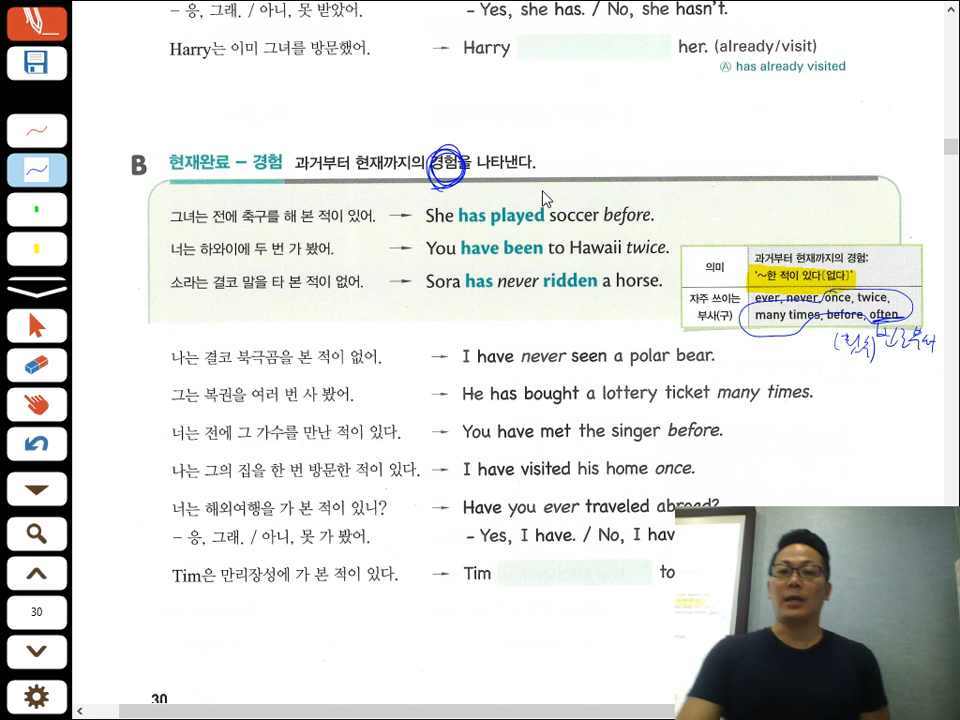 - 응, 그래. / 아니, 못 받았어. - Yes, she has. / No, she hasn't.
Harry는 이미 그녀를 방문했어. → Harry her. (already/visit)
Ⓐ has already visited
B 현재완료 – 경험 과거부터 현재까지의 경험을 나타낸다.
그녀는 전에 축구를 해 본 적이 있어. → She has played soccer before.
너는 하와이에 두 번 가 봤어. → You have been to Hawaii twice.
소라는 결코 말을 타 본 적이 없어. → Sora has never ridden a horse.
의미 과거부터 현재까지의 경험:
'~한 적이 있다[없다]'
자주 쓰이는 부사(구) ever, never, once, twice,
many times, before, often
(횟수) 빈도부사
나는 결코 북극곰을 본 적이 없어. → I have never seen a polar bear.
그는 복권을 여러 번 사 봤어. → He has bought a lottery ticket many times.
너는 전에 그 가수를 만난 적이 있다. → You have met the singer before.
나는 그의 집을 한 번 방문한 적이 있다. → I have visited his home once.
너는 해외여행을 가 본 적이 있니? → Have you ever traveled abroad?
- 응, 그래. / 아니, 못 가 봤어. - Yes, I have. / No, I hav
Tim은 만리장성에 가 본 적이 있다. → Tim to
30
30